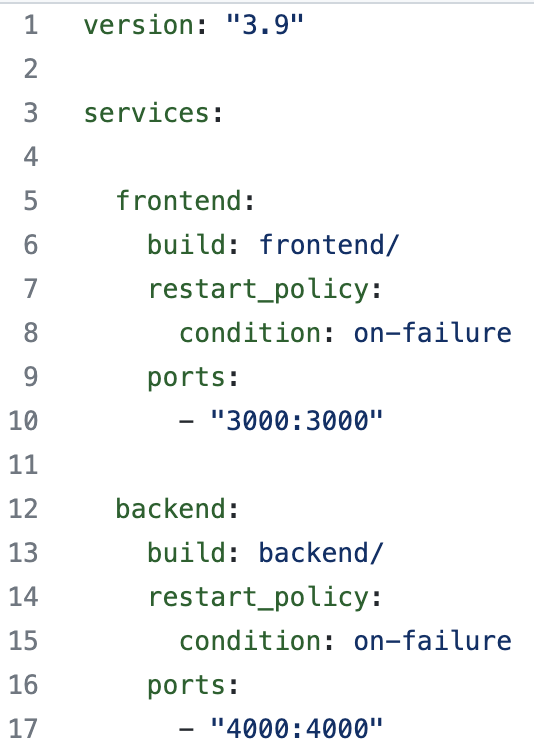 1 version: "3.9"
2
3 services:
4
5   frontend:
6     build: frontend/
7     restart_policy:
8       condition: on-failure
9     ports:
10       - "3000:3000"
11
12   backend:
13     build: backend/
14     restart_policy:
15       condition: on-failure
16     ports:
17       - "4000:4000"